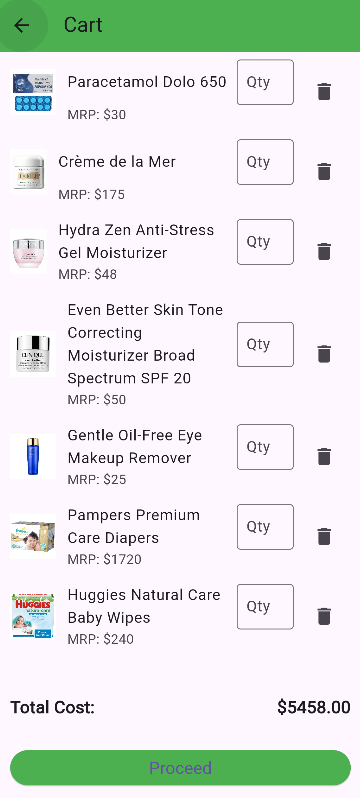 Cart
Paracetamol Dolo 650
Qty
MRP: $30
Crème de la Mer
Qty
MRP: $175
Hydra Zen Anti-Stress
Gel Moisturizer
Qty
MRP: $48
Even Better Skin Tone
Correcting
Moisturizer Broad
Spectrum SPF 20
Qty
MRP: $50
Gentle Oil-Free Eye
Makeup Remover
Qty
MRP: $25
Pampers Premium
Care Diapers
Qty
MRP: $1720
HUGGIES
Huggies Natural Care
Baby Wipes
Qty
MRP: $240
Total Cost:
$5458.00
Proceed